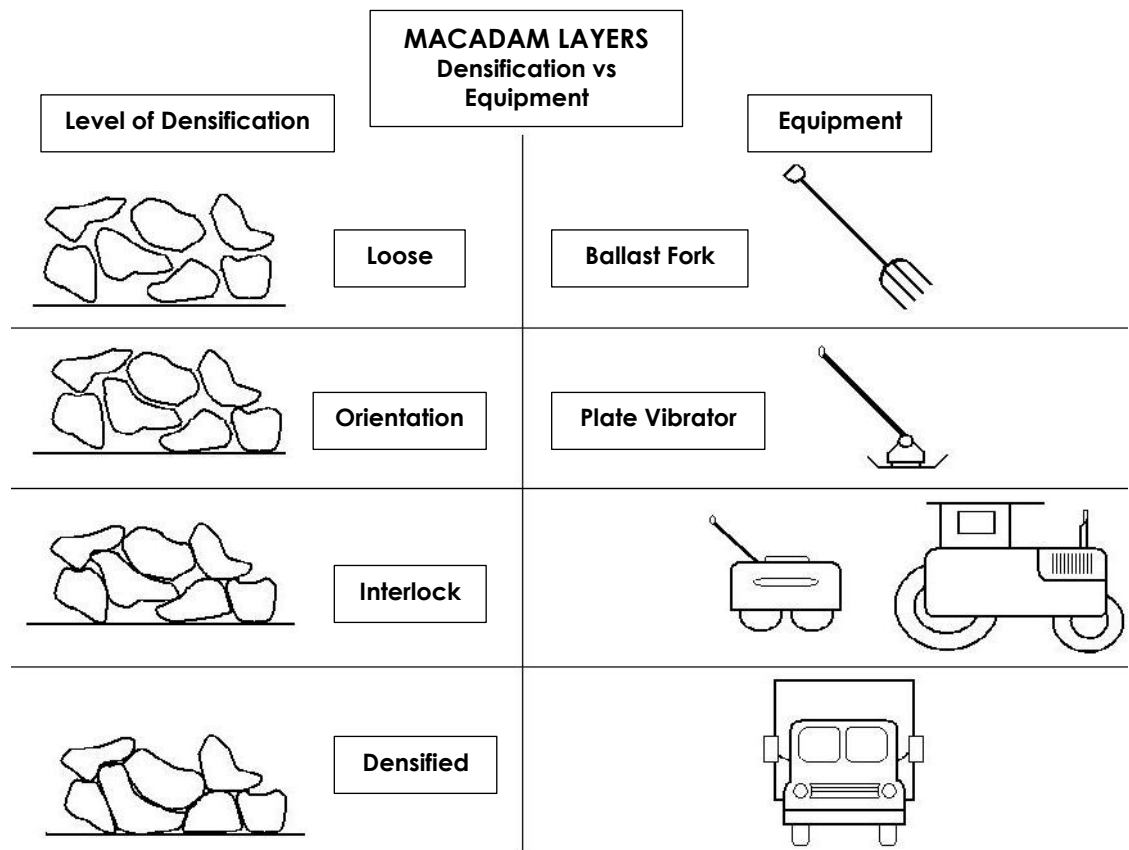 MACADAM LAYERS
Densification vs
Equipment
Level of Densification
Equipment
Loose
Ballast Fork
Orientation
Plate Vibrator
Interlock
Densified